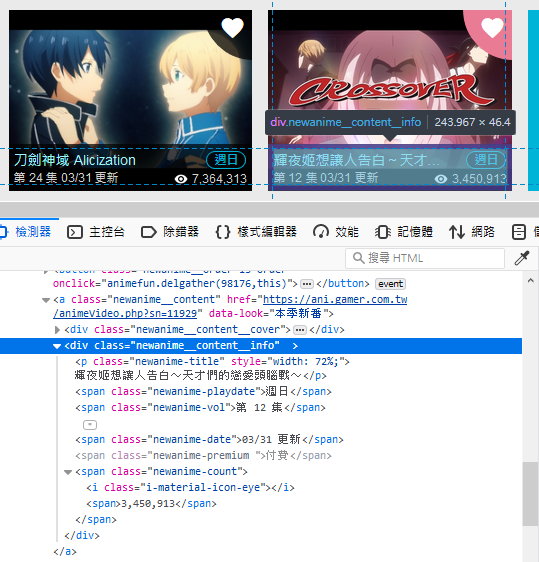 CROSSOVER
div.newanime__content__info | 243.967 × 46.4
刀劍神域 Alicization 週日
第 24 集 03/31 更新 7,364,313
輝夜姬想讓人告白～天才... 週日
第 12 集 03/31 更新 3,450,913
檢測器 主控台 除錯器 {} 樣式編輯器 效能 記憶體 網路
搜尋 HTML
onclick="animefun.delgather(98176,this)"> </button> event
<a class="newanime__content" href="https://ani.gamer.com.tw
/animeVideo.php?sn=11929" data-look="本季新番">
<div class="newanime__content__cover"> </div>
<div class="newanime__content__info" >
<p class="newanime-title" style="width: 72%;">
輝夜姬想讓人告白～天才們的戀愛頭腦戰～</p>
<span class="newanime-playdate">週日</span>
<span class="newanime-vol">第 12 集</span>
<span class="newanime-date">03/31 更新</span>
<span class="newanime-premium ">付費</span>
<span class="newanime-count">
<i class="i-material-icon-eye"></i>
<span>3,450,913</span>
</span>
</div>
</a>